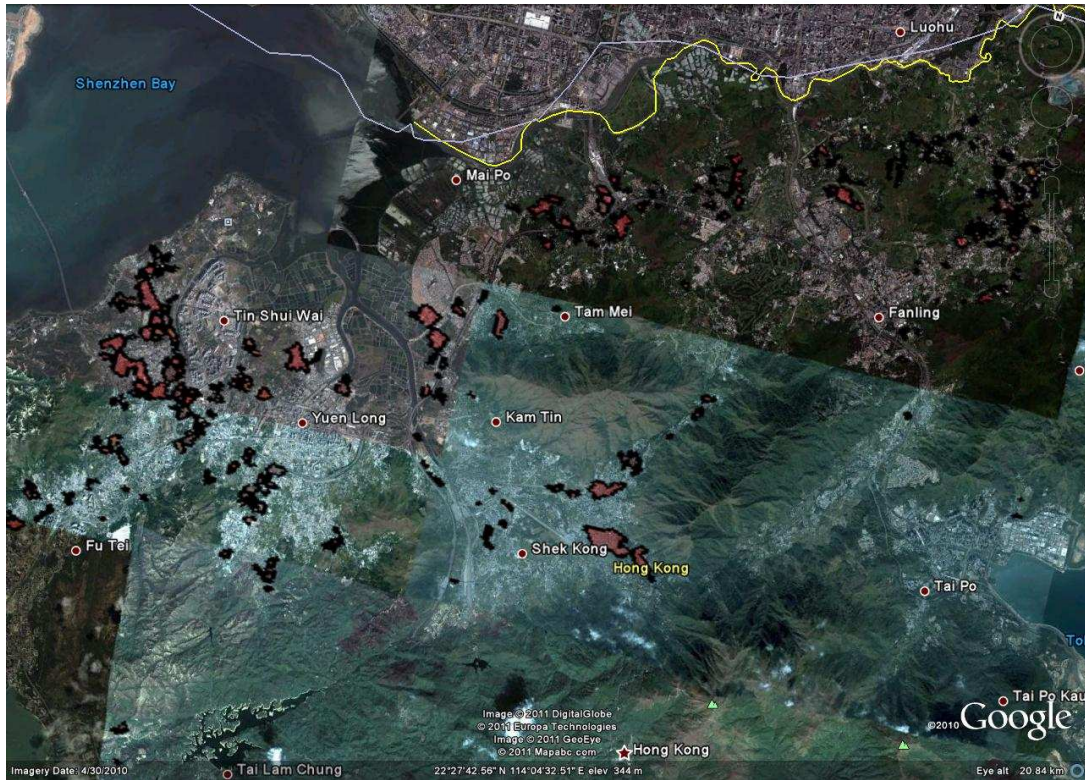 N
Luohu
Shenzhen Bay
Mai Po
Tin Shui Wai
Tam Mei
Fanling
Yuen Long
Kam Tin
Fu Tei
Shek Kong
Hong Kong
Tai Po
Tai Po Kau
Image © 2011 DigitalGlobe
© 2011 Europa Technologies
Image © 2011 GeoEye
© 2011 Mapabc.com
©2010 Google
Hong Kong
Tai Lam Chung
Imagery Date: 4/30/2010 22°27'42.56" N 114°04'32.51" E elev 344 m Eye alt 20.84 km